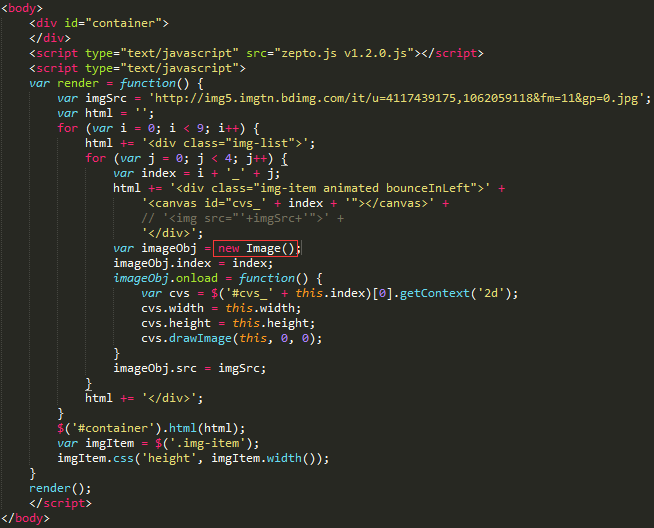 <body>
<div id="container">
</div>
<script type="text/javascript" src="zepto.js v1.2.0.js"></script>
<script type="text/javascript">
var render = function() {
var imgSrc = 'http://img5.imgtn.bdimg.com/it/u=4117439175,1062059118&fm=11&gp=0.jpg';
var html = '';
for (var i = 0; i < 9; i++) {
html += '<div class="img-list">';
for (var j = 0; j < 4; j++) {
var index = i + '_' + j;
html += '<div class="img-item animated bounceInLeft">' +
'<canvas id="cvs_' + index + '"></canvas>' +
// '<img src="'+imgSrc+'">' +
'</div>';
var imageObj = new Image();
imageObj.index = index;
imageObj.onload = function() {
var cvs = $('#cvs_' + this.index)[0].getContext('2d');
cvs.width = this.width;
cvs.height = this.height;
cvs.drawImage(this, 0, 0);
}
imageObj.src = imgSrc;
}
html += '</div>';
}
$('#container').html(html);
var imgItem = $('.img-item');
imgItem.css('height', imgItem.width());
}
render();
</script>
</body>